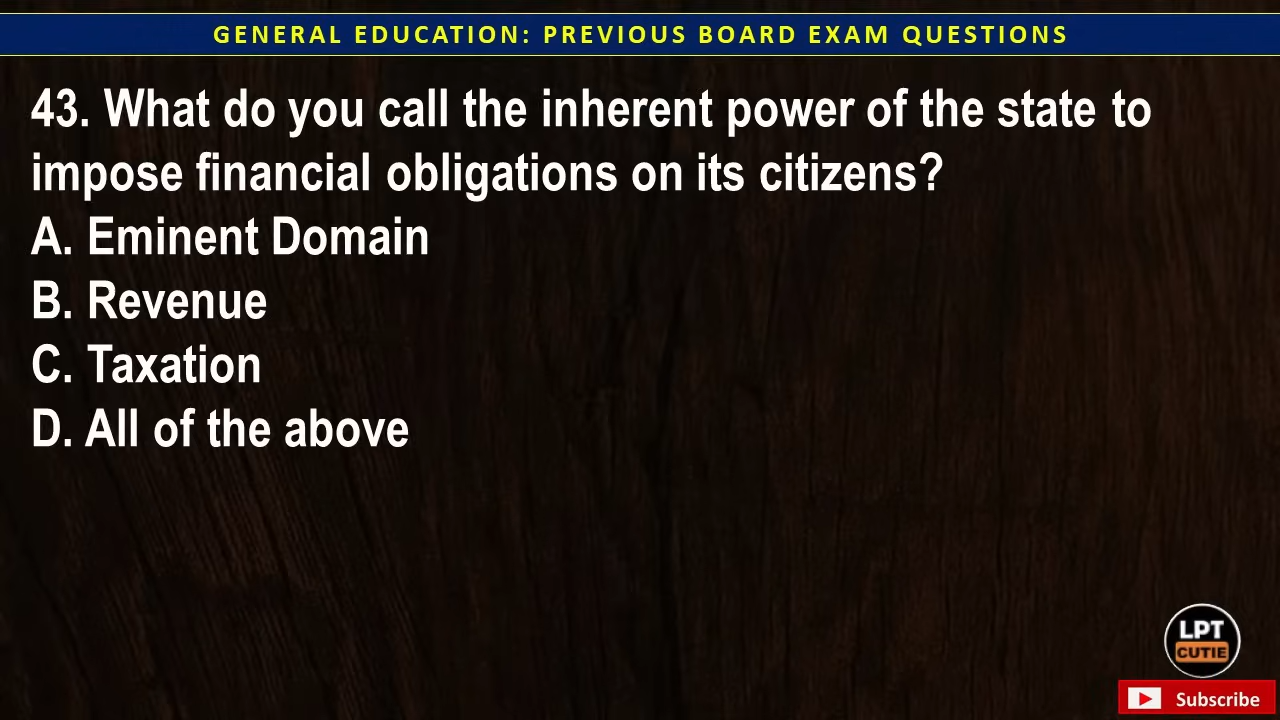 GENERAL EDUCATION: PREVIOUS BOARD EXAM QUESTIONS
43. What do you call the inherent power of the state to
impose financial obligations on its citizens?
A. Eminent Domain
B. Revenue
C. Taxation
D. All of the above
LPT
CUTIE
Subscribe